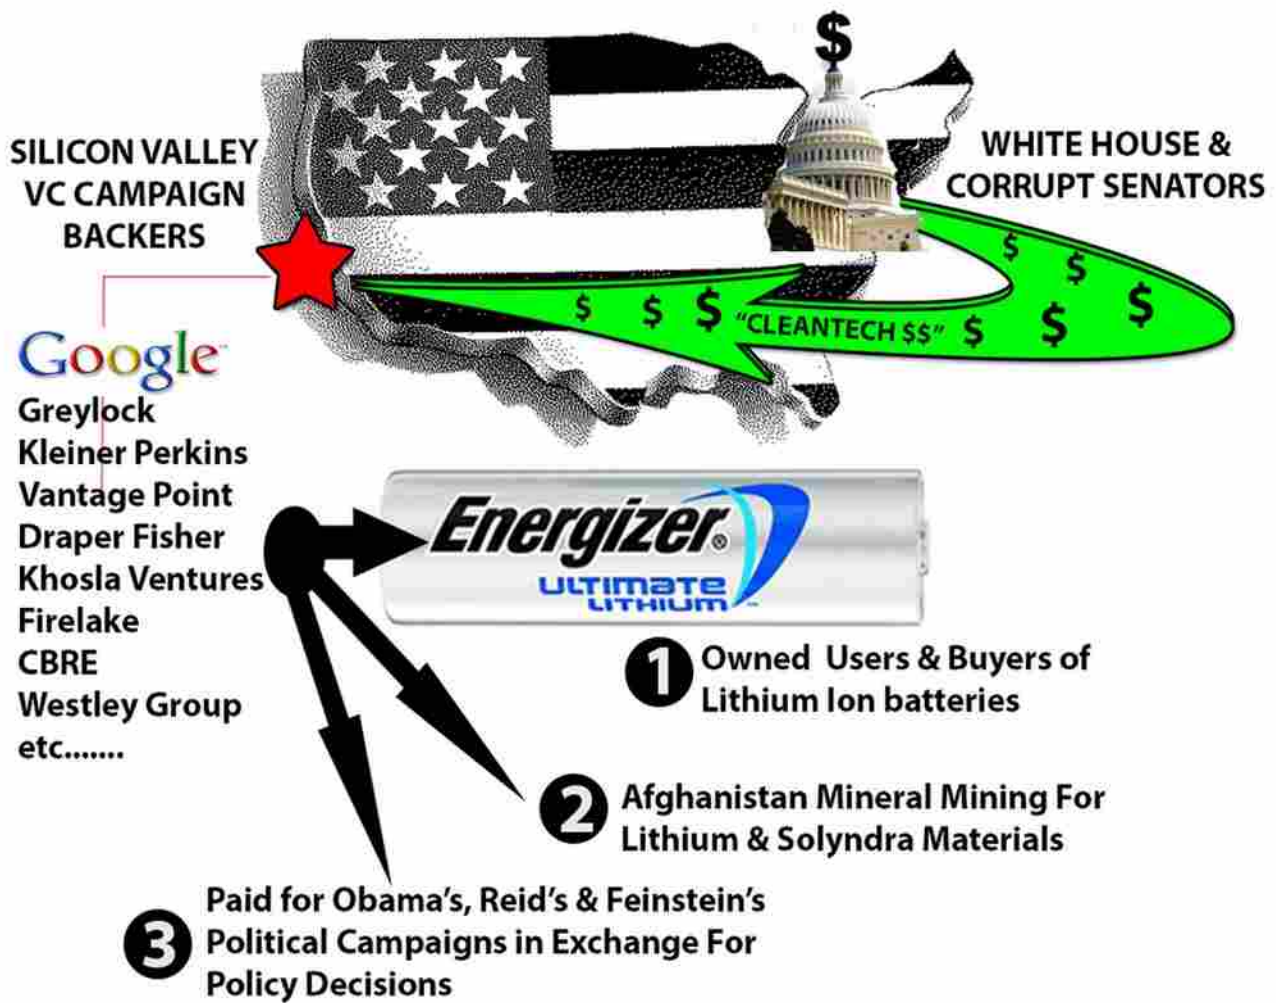 $
SILICON VALLEY
VC CAMPAIGN
BACKERS
WHITE HOUSE &
CORRUPT SENATORS
$ $ $ "CLEANTECH $$" $ $ $ $ $
Google™
Greylock
Kleiner Perkins
Vantage Point
Draper Fisher
Khosla Ventures
Firelake
CBRE
Westley Group
etc.......
Energizer®
ULTIMATE
LITHIUM™
1 Owned Users & Buyers of
Lithium Ion batteries
2 Afghanistan Mineral Mining For
Lithium & Solyndra Materials
3 Paid for Obama's, Reid's & Feinstein's
Political Campaigns in Exchange For
Policy Decisions